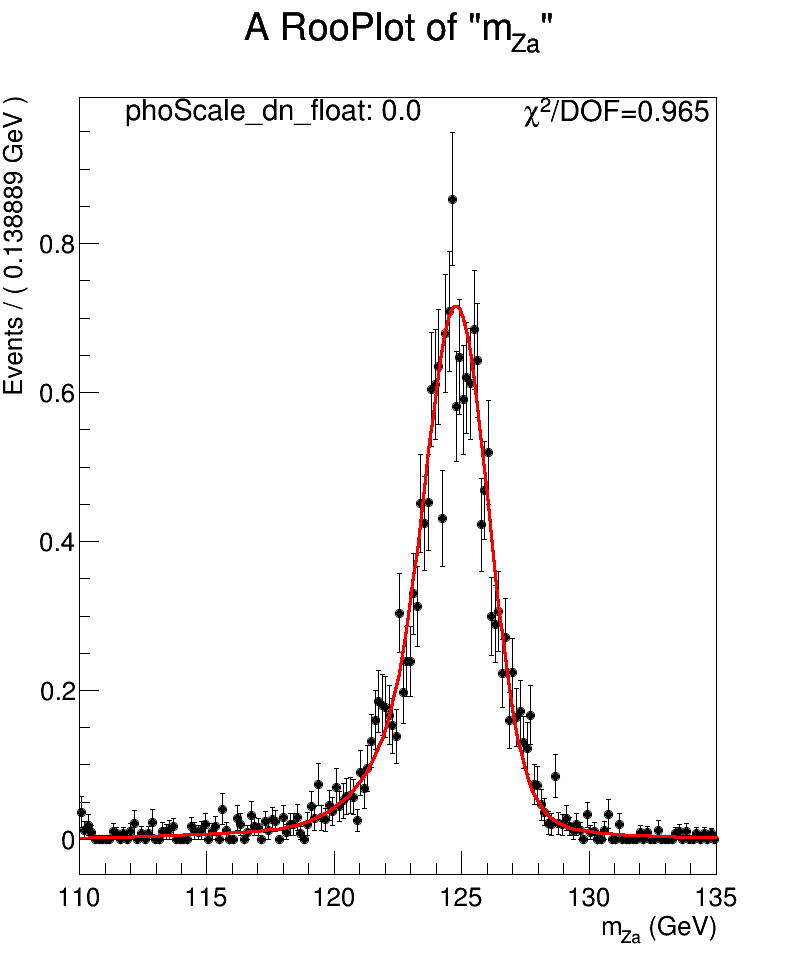 A RooPlot of "m_Za"
phoScale_dn_float: 0.0
χ²/DOF=0.965
Events / ( 0.138889 GeV )
0.8
0.6
0.4
0.2
0
110 115 120 125 130 135
m_Za (GeV)